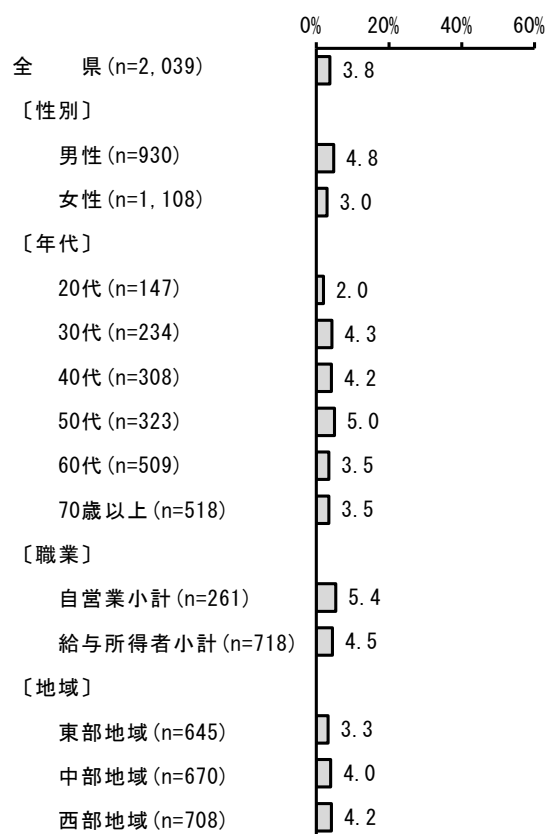 0% 20% 40% 60%
全　　県(n=2,039) 3.8
〔性別〕
男性(n=930) 4.8
女性(n=1,108) 3.0
〔年代〕
20代(n=147) 2.0
30代(n=234) 4.3
40代(n=308) 4.2
50代(n=323) 5.0
60代(n=509) 3.5
70歳以上(n=518) 3.5
〔職業〕
自営業小計(n=261) 5.4
給与所得者小計(n=718) 4.5
〔地域〕
東部地域(n=645) 3.3
中部地域(n=670) 4.0
西部地域(n=708) 4.2